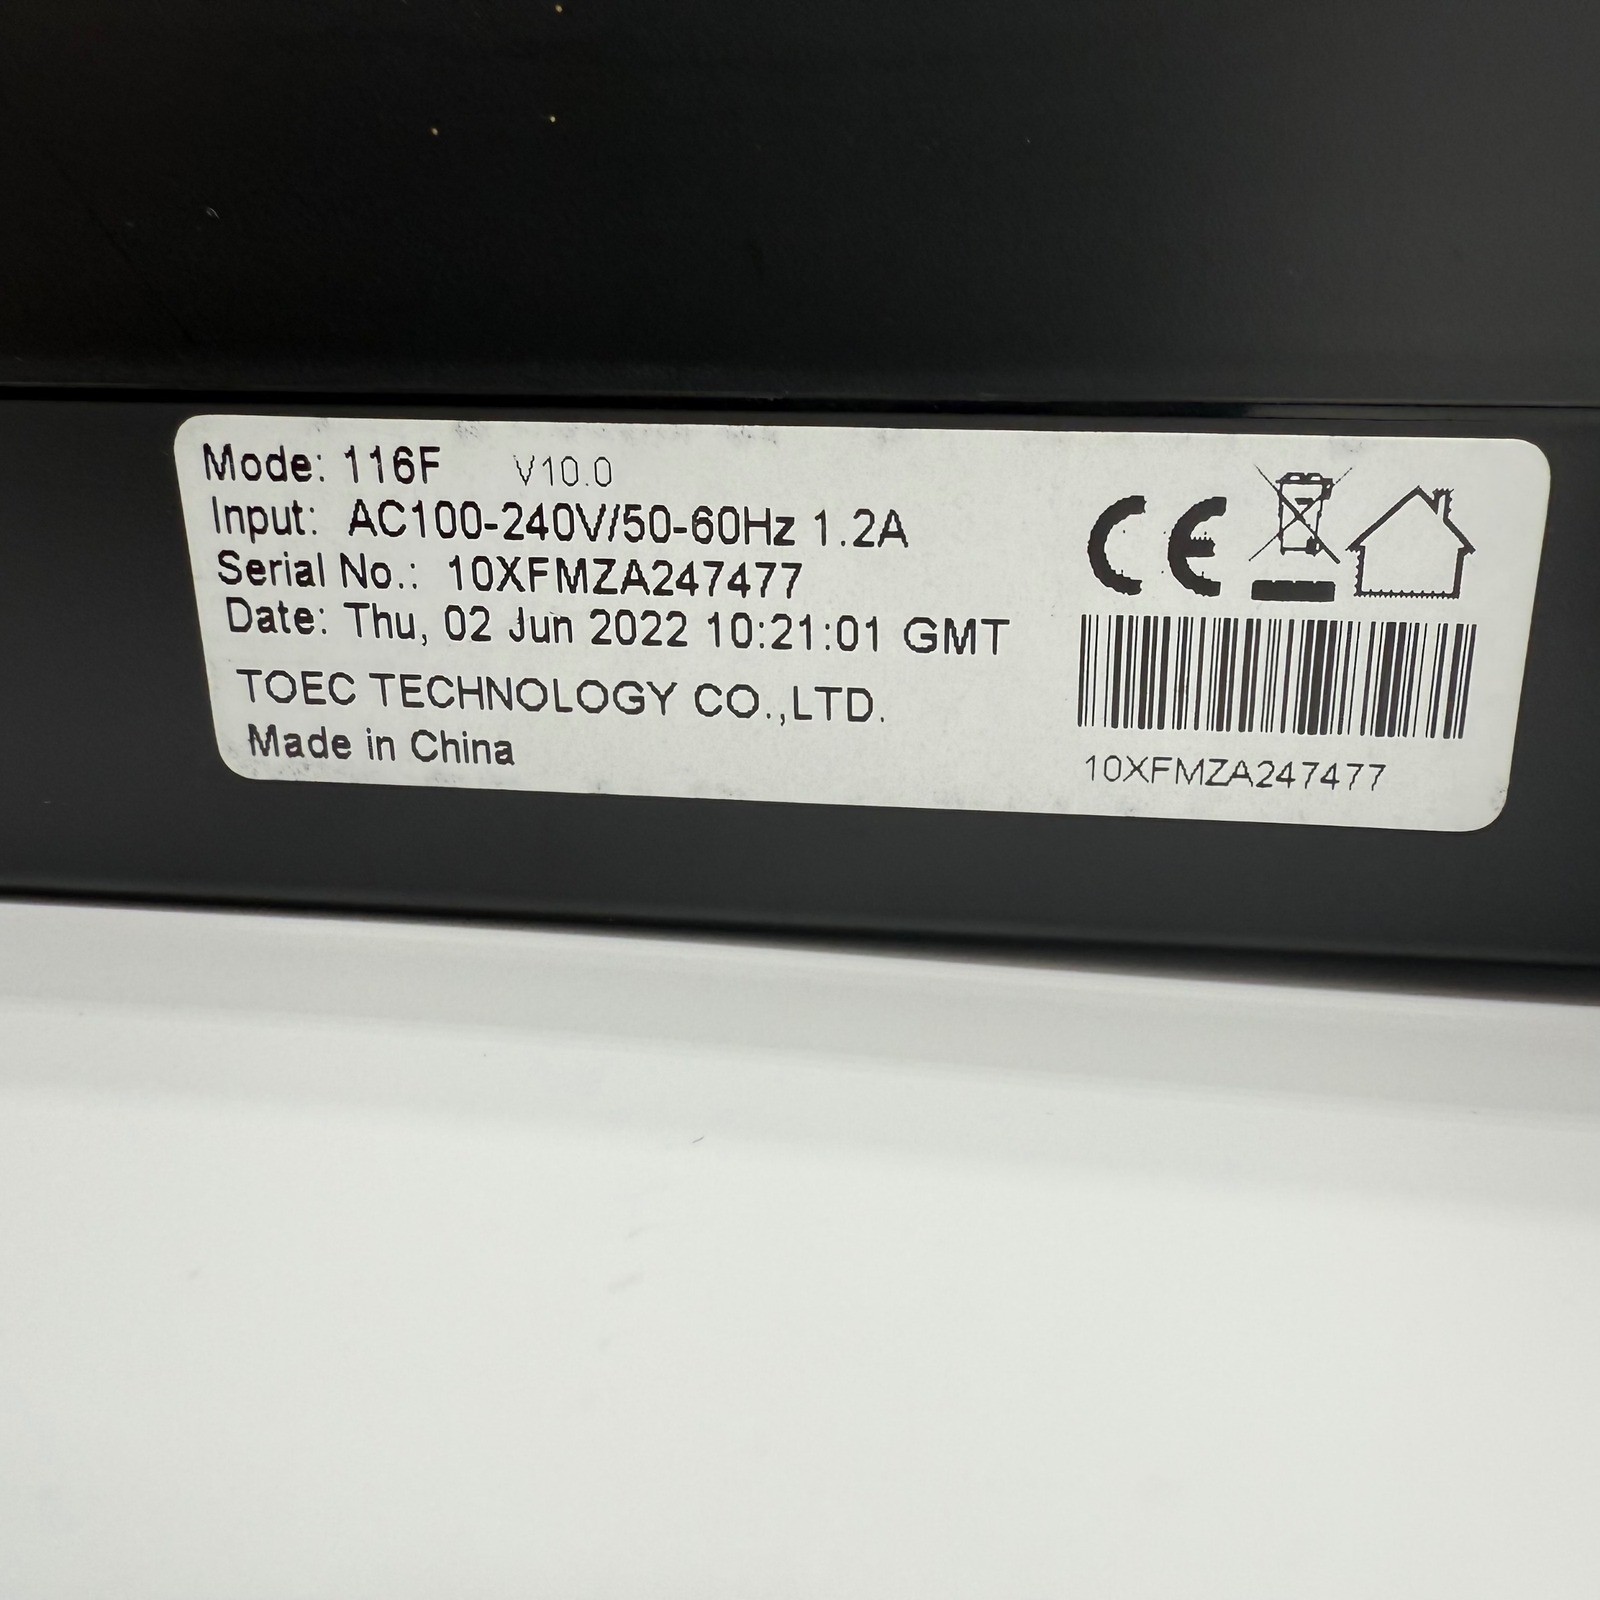 Mode: 116F V10.0
Input: AC100-240V/50-60Hz 1.2A
Serial No.: 10XFMZA247477
Date: Thu, 02 Jun 2022 10:21:01 GMT
TOEC TECHNOLOGY CO.,LTD.
Made in China
CE
10XFMZA247477